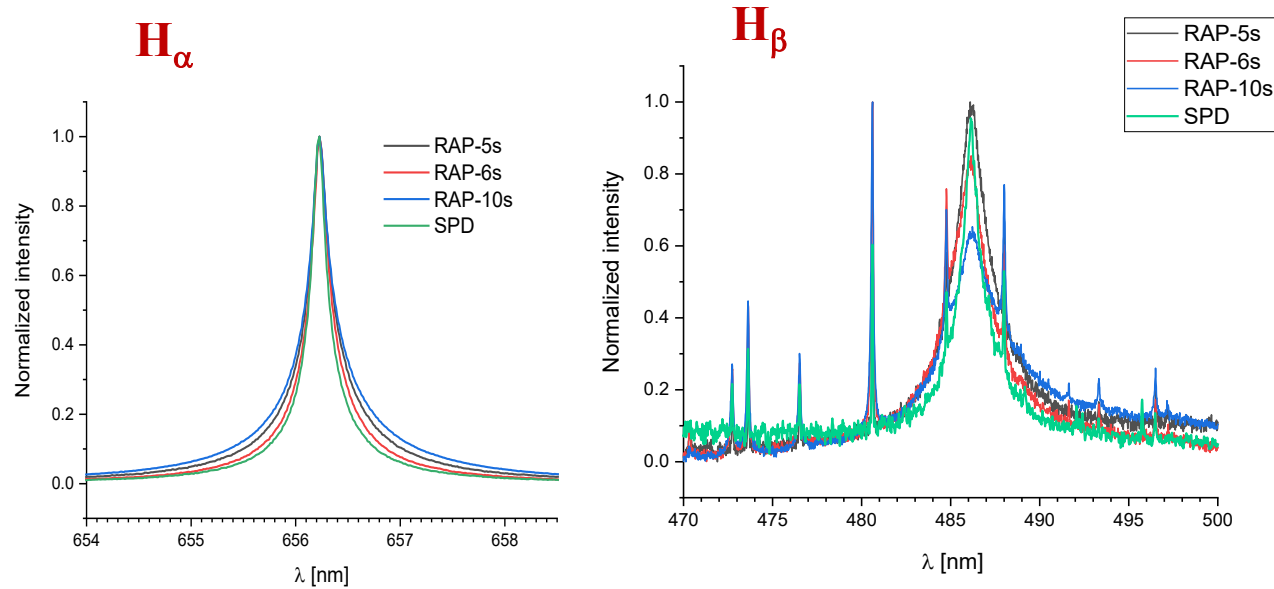 Hα
Normalized intensity
1.0
0.8
0.6
0.4
0.2
0.0
654
655
656
657
658
λ [nm]
RAP-5s
RAP-6s
RAP-10s
SPD
Hβ
Normalized intensity
1.0
0.8
0.6
0.4
0.2
0.0
470
475
480
485
490
495
500
λ [nm]
RAP-5s
RAP-6s
RAP-10s
SPD